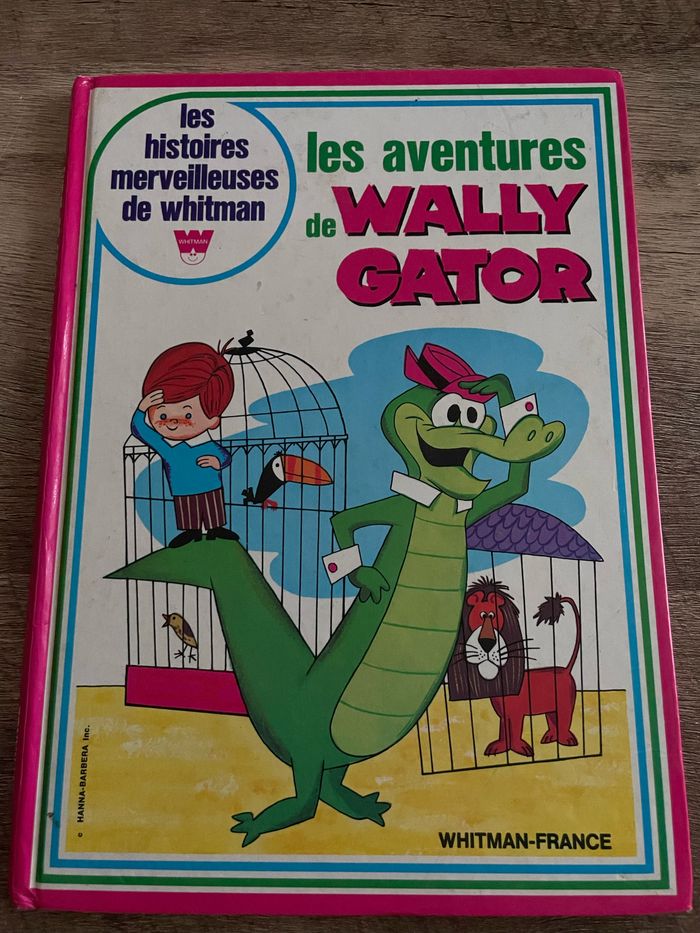 les
histoires
merveilleuses
de whitman
WHITMAN
les aventures
de WALLY
GATOR
© HANNA-BARBERA Inc.
WHITMAN-FRANCE